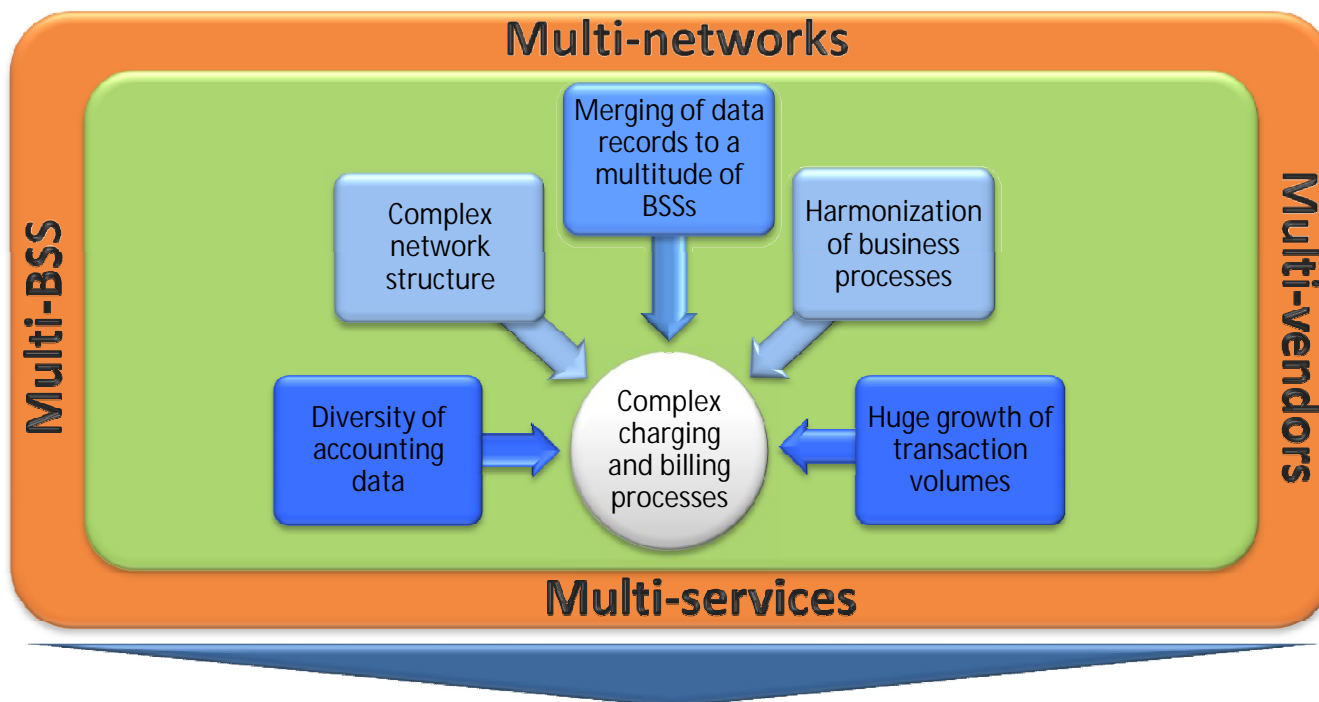 Multi-networks
Merging of data
records to a
multitude of
BSSs
Complex
network
structure
Harmonization
of business
processes
Multi-BSS
Multi-vendors
Diversity of
accounting
data
Complex
charging
and billing
processes
Huge growth of
transaction
volumes
Multi-services